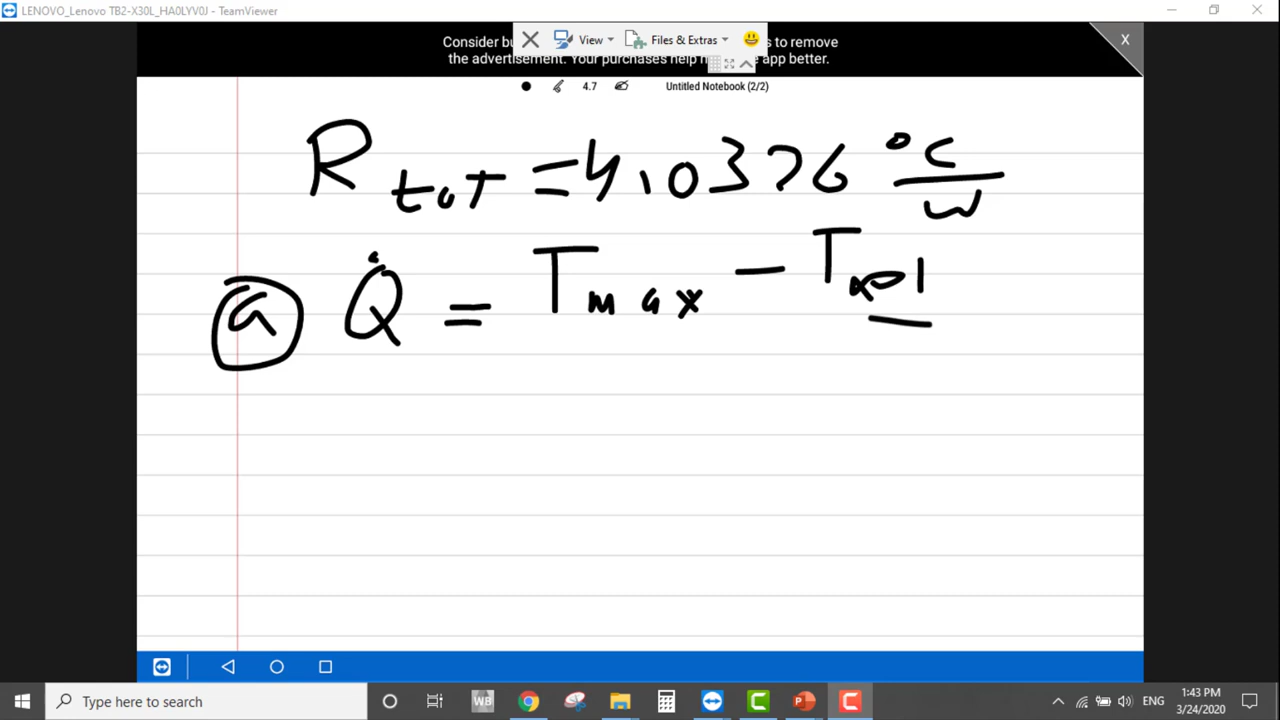 LENOVO_Lenovo TB2-X30L_HA0LYV0J - TeamViewer
View
Files & Extras
Consider bu s to remove
the advertisement. Your purchases help app better.
X
4.7
Untitled Notebook (2/2)
R tot = 4,0376 °C/W
a Q̇ = Tmax - T∞1
WB
Type here to search
ENG
1:43 PM
3/24/2020